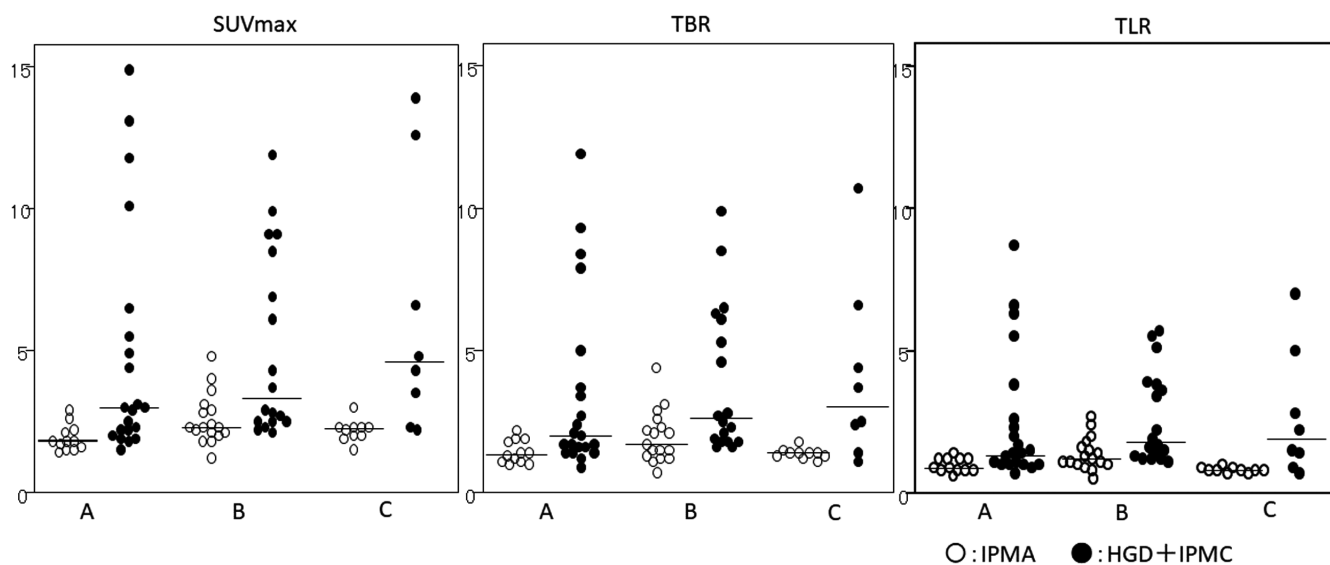 SUVmax TBR TLR
15 15 15
10 10 10
5 5 5
0 0 0
A B C A B C A B C
○ : IPMA ● : HGD+IPMC